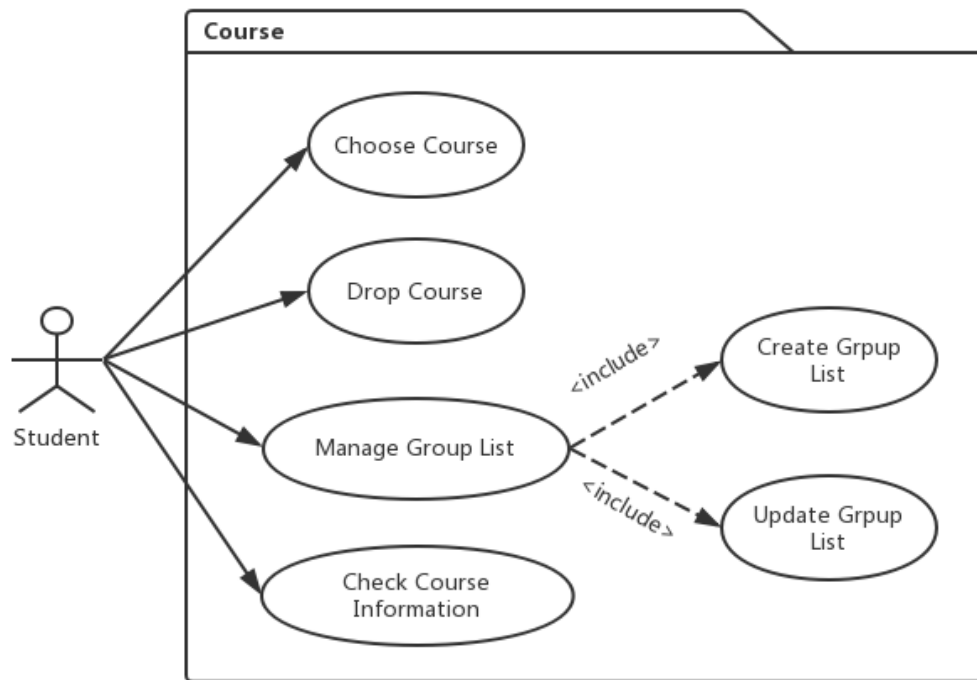 Course
Choose Course
Drop Course
Student
Manage Group List
<include>
Create Grpup
List
<include>
Update Grpup
List
Check Course
Information